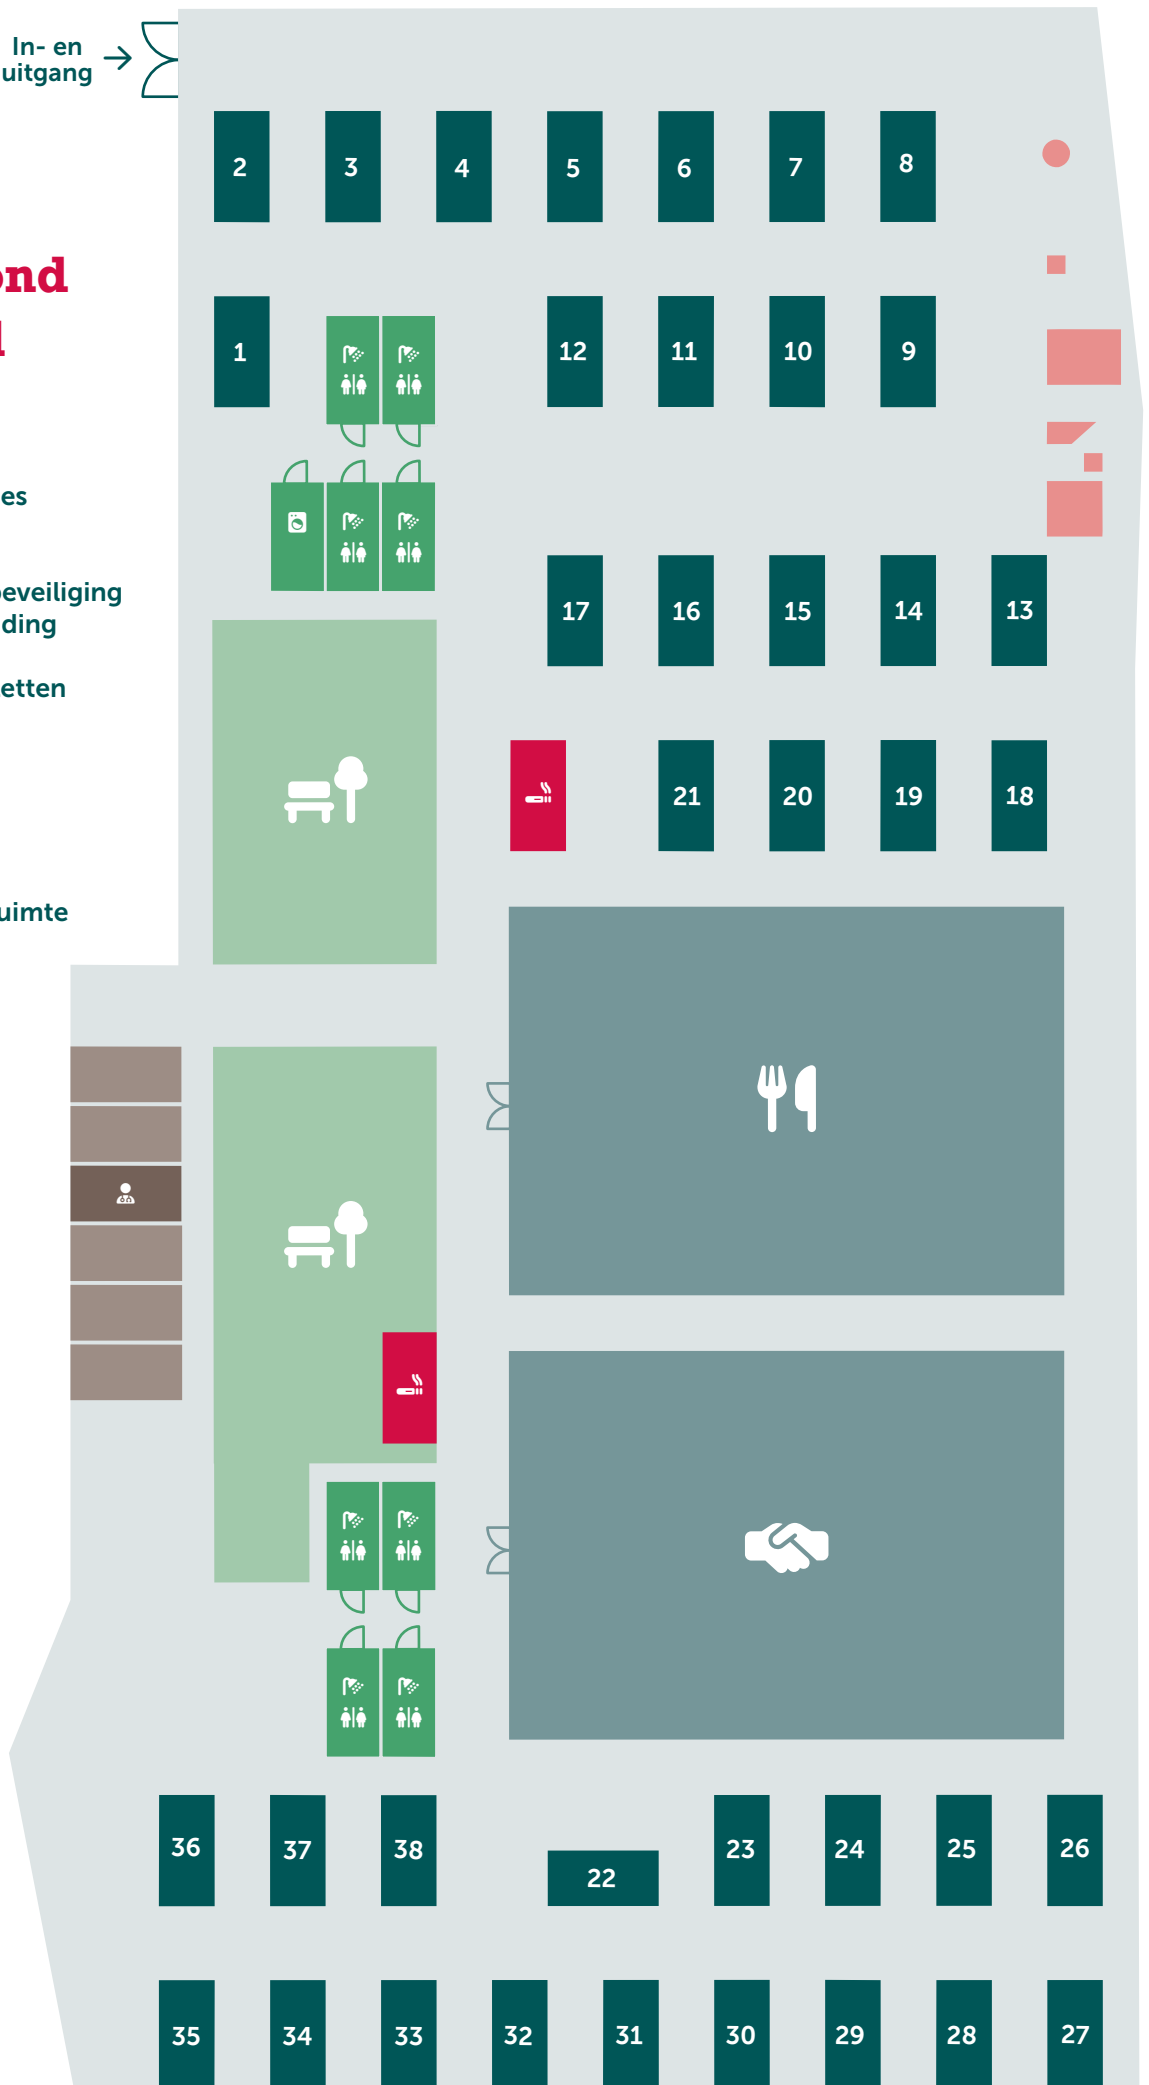 In- en
uitgang
2 3 4 5 6 7 8
ond
1 12 11 10 9
es
eveiliging
ding
17 16 15 14 13
etten
21 20 19 18
uimte
36 37 38 22 23 24 25 26
35 34 33 32 31 30 29 28 27